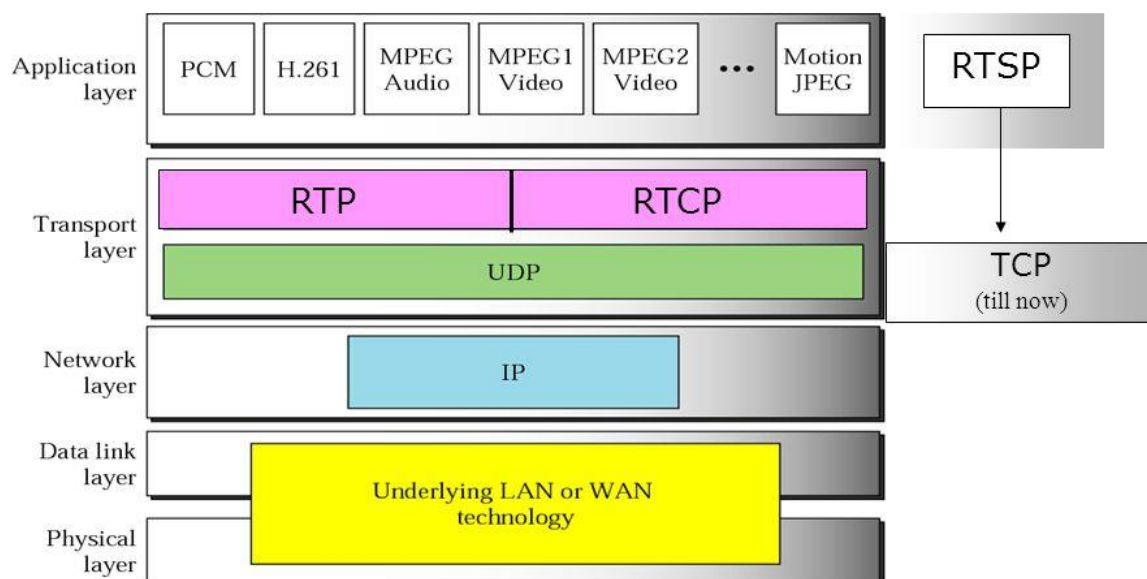 Application
layer
PCM
H.261
MPEG
Audio
MPEG1
Video
MPEG2
Video
•••
Motion
JPEG
RTSP
Transport
layer
RTP
RTCP
UDP
TCP
(till now)
Network
layer
IP
Data link
layer
Underlying LAN or WAN
technology
Physical
layer